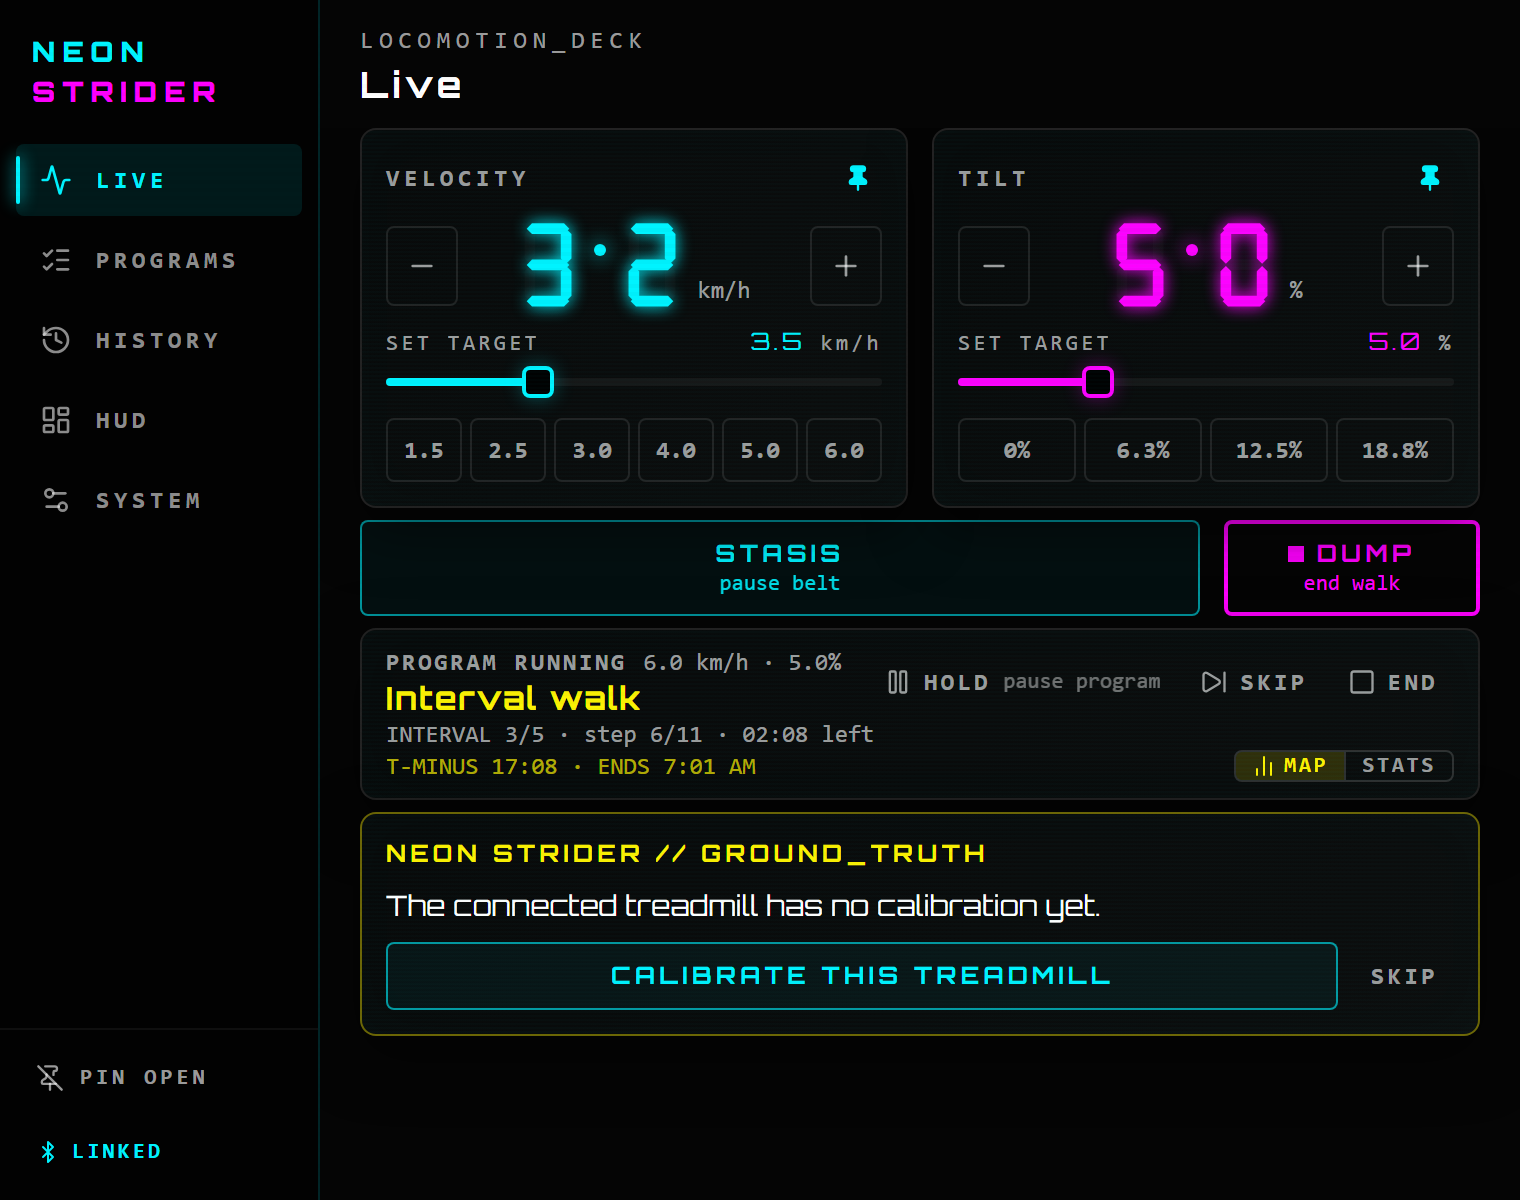 NEON
STRIDER
LIVE
PROGRAMS
HISTORY
HUD
SYSTEM
PIN OPEN
LINKED
LOCOMOTION_DECK
Live
VELOCITY
3.2 km/h
SET TARGET 3.5 km/h
1.5 2.5 3.0 4.0 5.0 6.0
TILT
5.0 %
SET TARGET 5.0 %
0% 6.3% 12.5% 18.8%
STASIS
pause belt
DUMP
end walk
PROGRAM RUNNING 6.0 km/h · 5.0%
Interval walk
INTERVAL 3/5 · step 6/11 · 02:08 left
T-MINUS 17:08 · ENDS 7:01 AM
HOLD pause program SKIP END
MAP STATS
NEON STRIDER // GROUND_TRUTH
The connected treadmill has no calibration yet.
CALIBRATE THIS TREADMILL SKIP